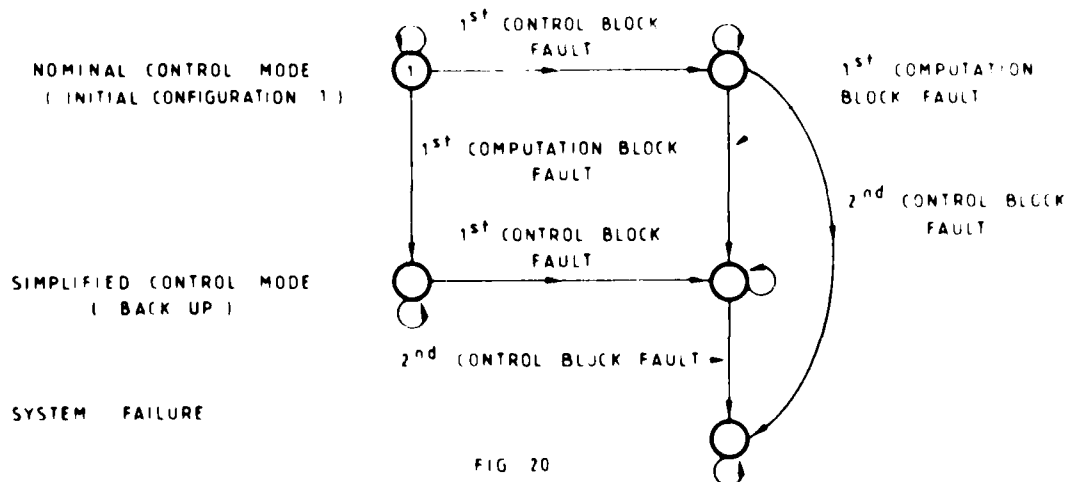 1st CONTROL BLOCK
FAULT
NOMINAL CONTROL MODE
( INITIAL CONFIGURATION 1 )
1
1st COMPUTATION
BLOCK FAULT
1st COMPUTATION BLOCK
FAULT
2nd CONTROL BLOCK
FAULT
1st CONTROL BLOCK
FAULT
SIMPLIFIED CONTROL MODE
( BACK UP )
2nd CONTROL BLOCK FAULT
SYSTEM FAILURE
FIG 20